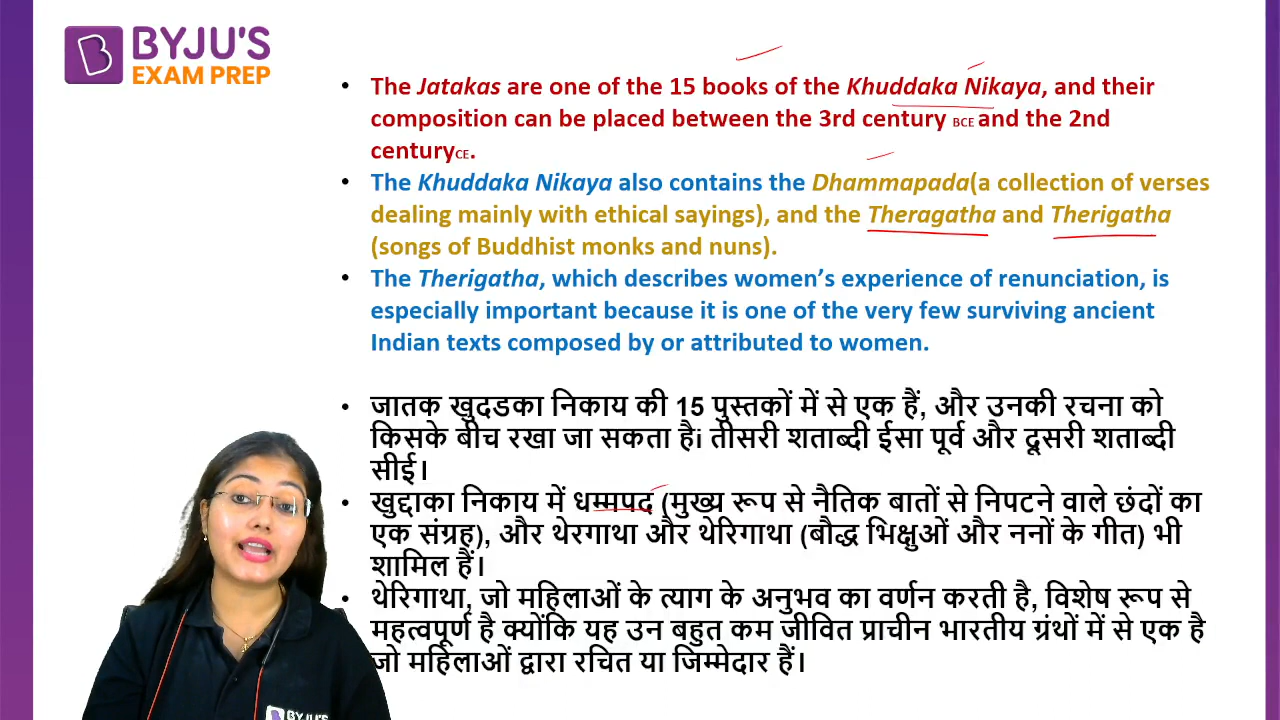 BYJU'S
EXAM PREP
• The Jatakas are one of the 15 books of the Khuddaka Nikaya, and their
composition can be placed between the 3rd century BCE and the 2nd
centuryCE.
• The Khuddaka Nikaya also contains the Dhammapada(a collection of verses
dealing mainly with ethical sayings), and the Theragatha and Therigatha
(songs of Buddhist monks and nuns).
• The Therigatha, which describes women’s experience of renunciation, is
especially important because it is one of the very few surviving ancient
Indian texts composed by or attributed to women.
• जातक खुदडका निकाय की 15 पुस्तकों में से एक हैं, और उनकी रचना को
किसके बीच रखा जा सकता है। तीसरी शताब्दी ईसा पूर्व और दूसरी शताब्दी
सीई।
• खुद्दाका निकाय में धम्मपद (मुख्य रूप से नैतिक बातों से निपटने वाले छंदों का
एक संग्रह), और थेरगाथा और थेरिगाथा (बौद्ध भिक्षुओं और ननों के गीत) भी
शामिल हैं।
• थेरिगाथा, जो महिलाओं के त्याग के अनुभव का वर्णन करती है, विशेष रूप से
महत्वपूर्ण है क्योंकि यह उन बहुत कम जीवित प्राचीन भारतीय ग्रंथों में से एक है
जो महिलाओं द्वारा रचित या जिम्मेदार हैं।
BYJU'S